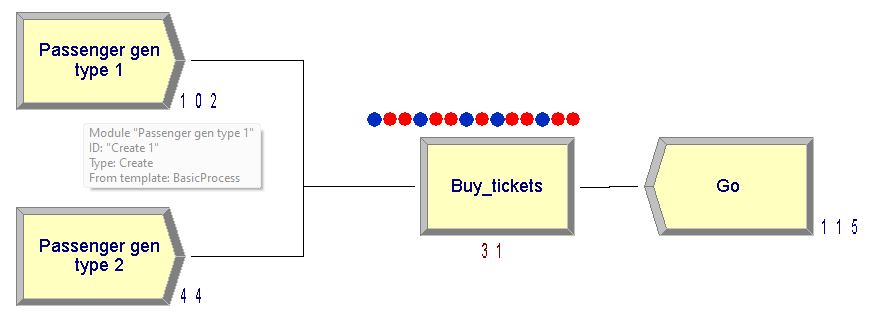 Passenger gen
type 1
1 0 2
Module "Passenger gen type 1"
ID: "Create 1"
Type: Create
From template: BasicProcess
Buy_tickets
3 1
Go
1 1 5
Passenger gen
type 2
4 4